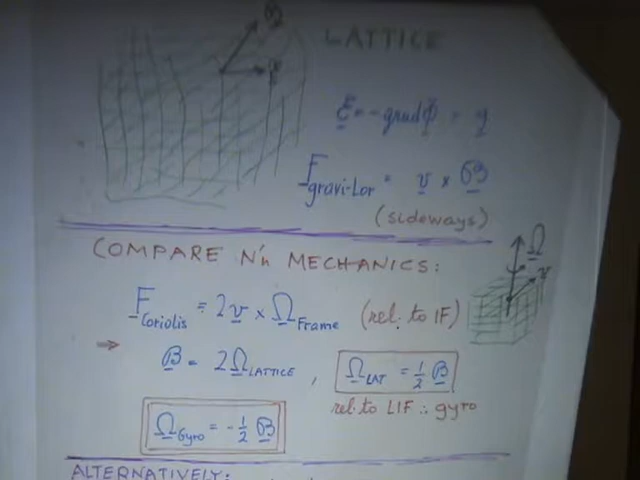 LATTICE
Ɛ = -gradΦ = g
F gravi-Lor = v × B
(sideways)
COMPARE N'n MECHANICS:
Ω
v
F Coriolis = 2v × Ω Frame (rel. to IF)
→ B = 2Ω LATTICE , Ω LAT = ½ B
rel. to LIF ∴ gyro
Ω Gyro = -½ B
ALTERNATIVELY: